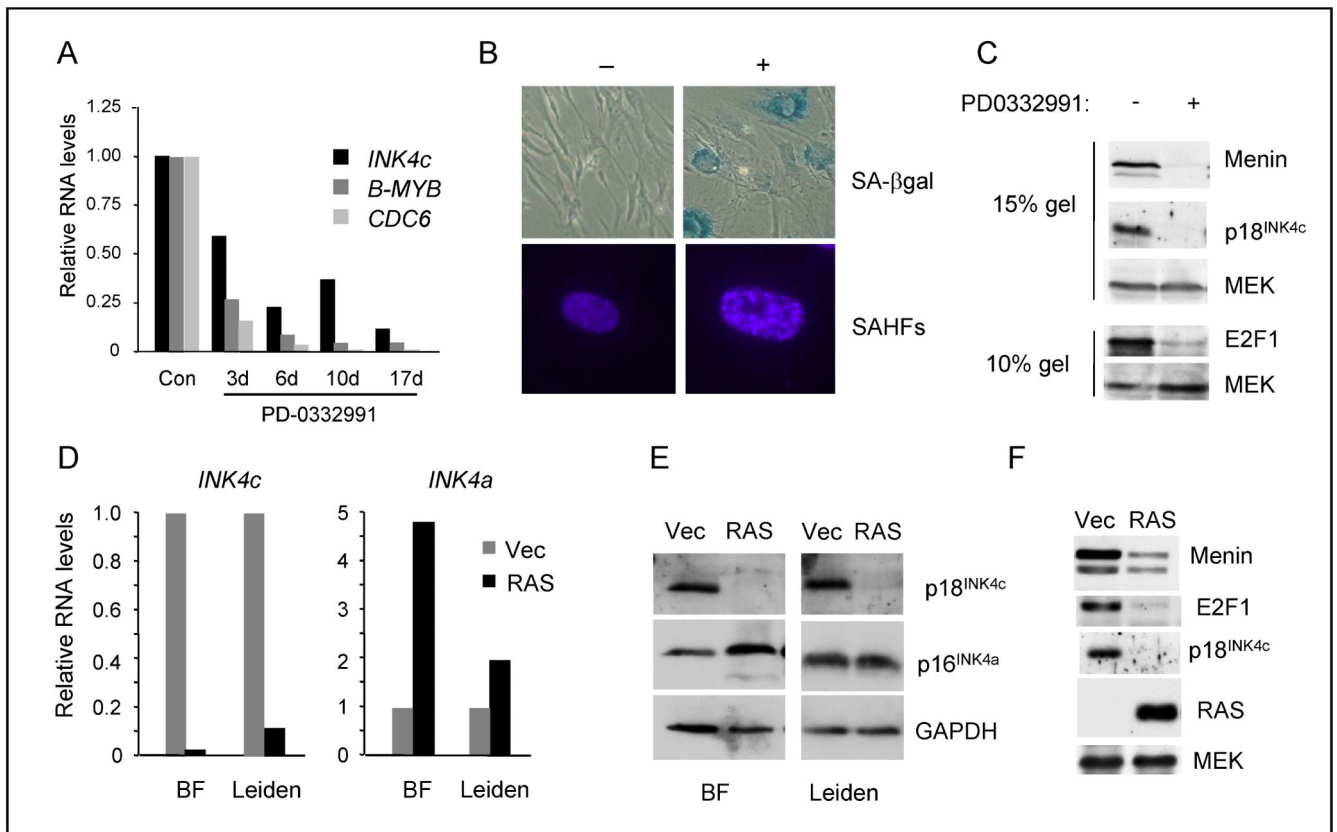 A
Relative RNA levels
1.25
1.00
0.75
0.50
0.25
0
INK4c
B-MYB
CDC6
Con
3d
6d
10d
17d
PD-0332991
B
–
+
SA-βgal
SAHFs
C
PD0332991:
-
+
15% gel
Menin
p18INK4c
MEK
10% gel
E2F1
MEK
D
INK4c
Relative RNA levels
1.0
0.8
0.6
0.4
0.2
0
BF
Leiden
INK4a
5
4
3
2
1
0
BF
Leiden
Vec
RAS
E
Vec RAS
Vec RAS
p18INK4c
p16INK4a
GAPDH
BF
Leiden
F
Vec RAS
Menin
E2F1
p18INK4c
RAS
MEK